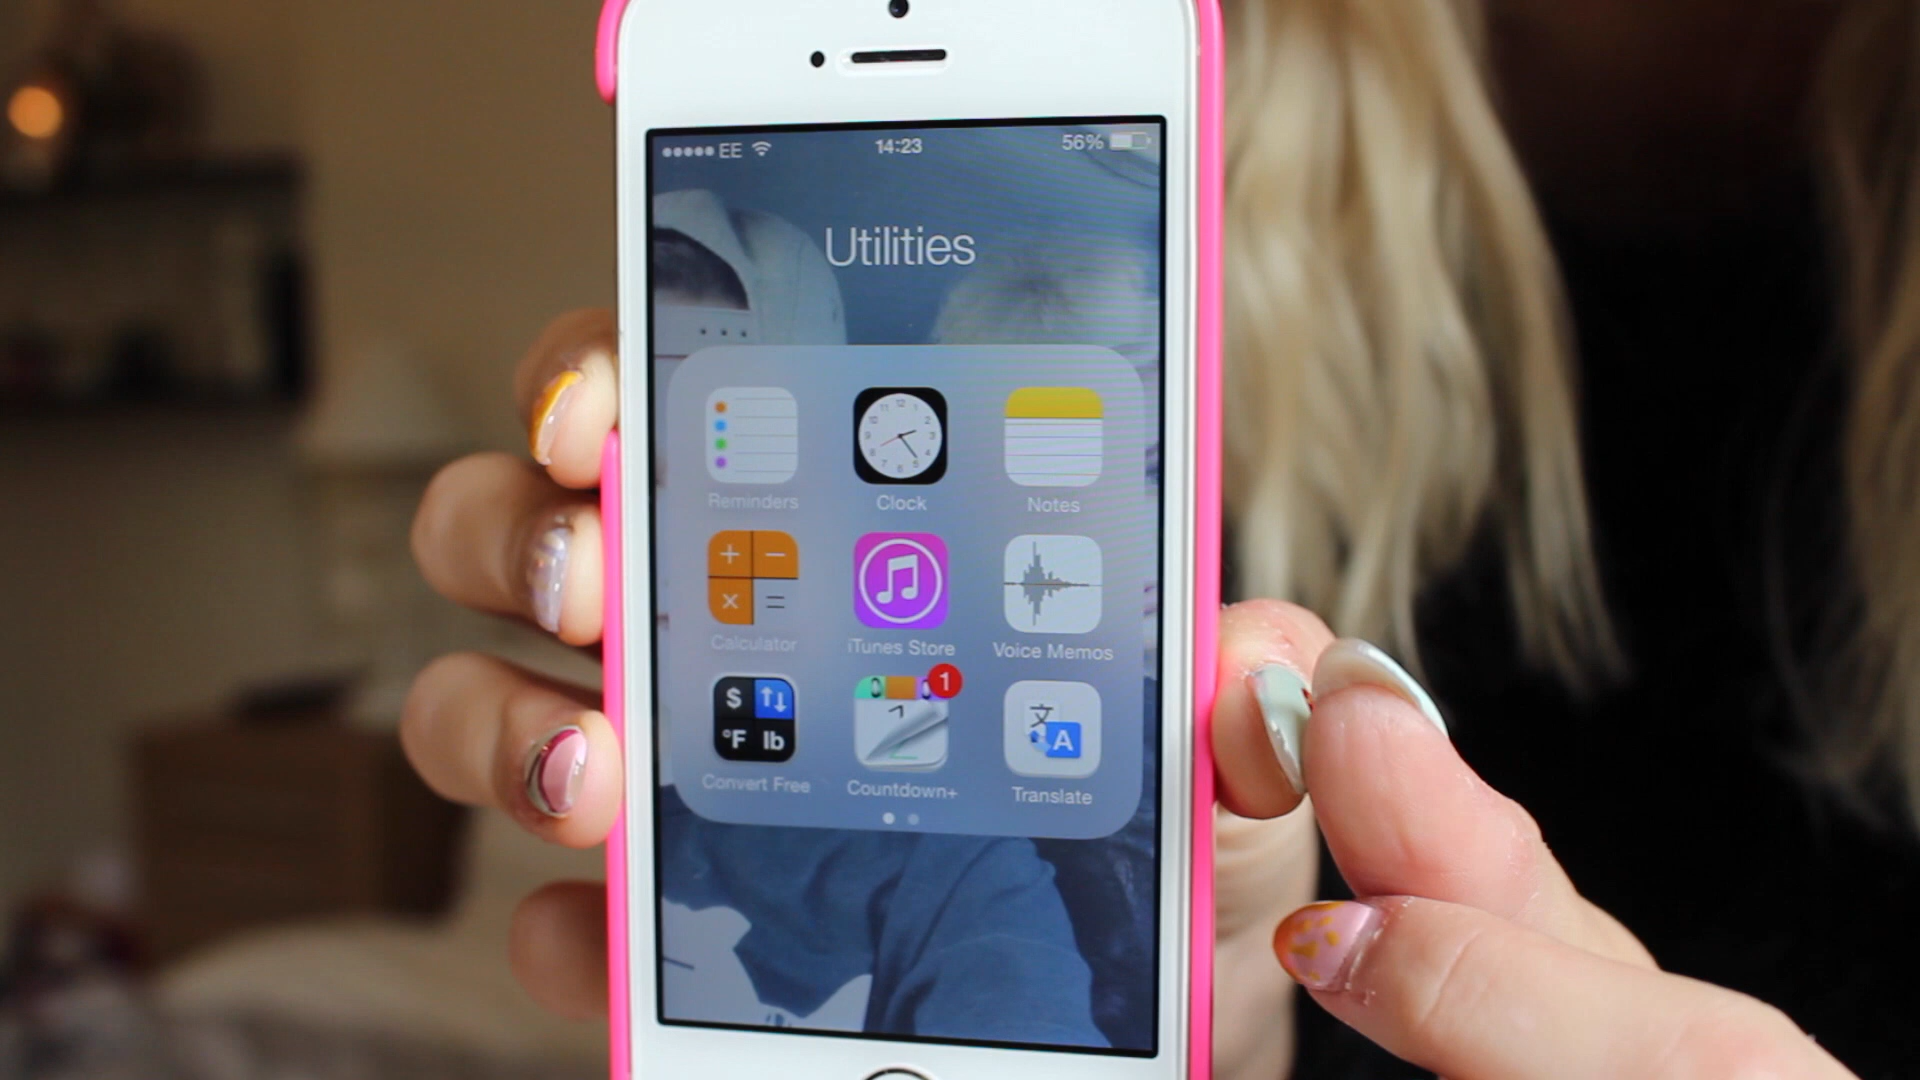 EE 14:23 56%
Utilities
Reminders Clock Notes
Calculator iTunes Store Voice Memos
$
°F lb
1
文 A
Convert Free Countdown+ Translate